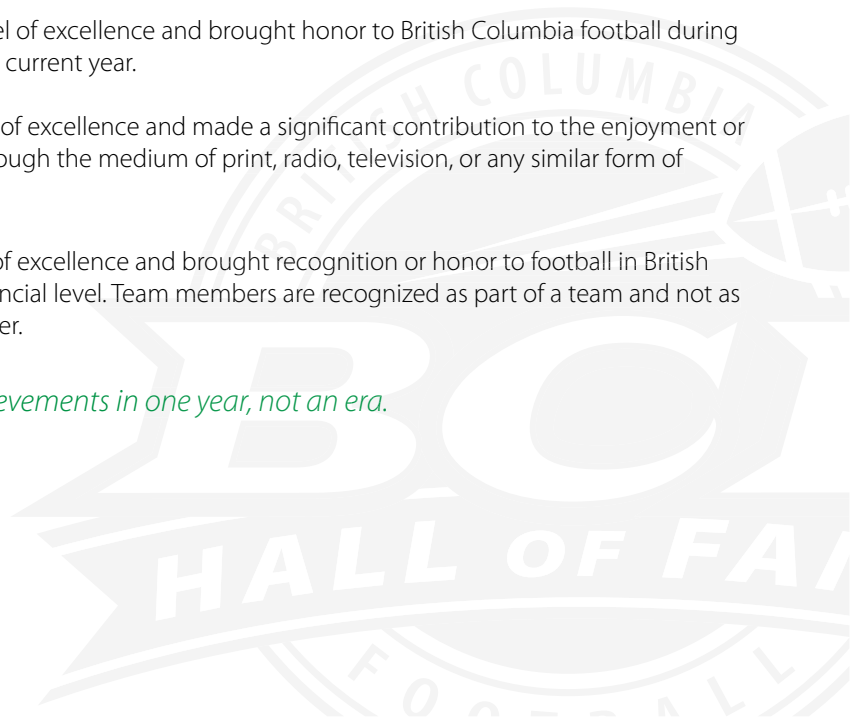 el of excellence and brought honor to British Columbia football during
current year.
of excellence and made a significant contribution to the enjoyment or
ough the medium of print, radio, television, or any similar form of
of excellence and brought recognition or honor to football in British
ncial level. Team members are recognized as part of a team and not as
er.
evements in one year, not an era.
BRITISH COLUMBIA
BC
HALL OF FA
FOOTBALL